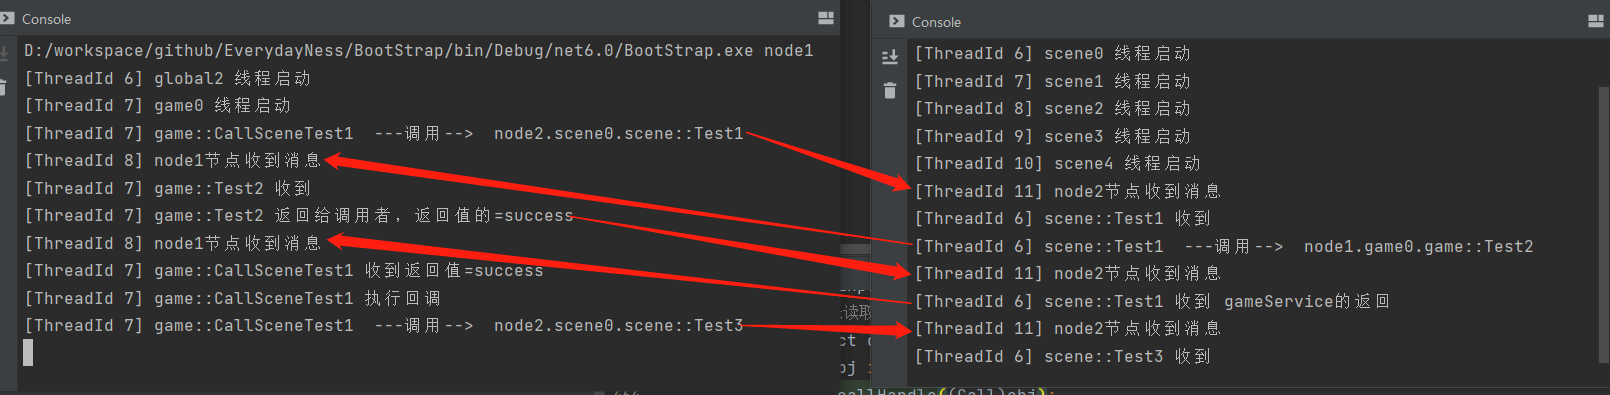 Console
D:/workspace/github/EverydayNess/BootStrap/bin/Debug/net6.0/BootStrap.exe node1
[ThreadId 6] global2 线程启动
[ThreadId 7] game0 线程启动
[ThreadId 7] game::CallSceneTest1  ---调用-->  node2.scene0.scene::Test1
[ThreadId 8] node1节点收到消息
[ThreadId 7] game::Test2 收到
[ThreadId 7] game::Test2 返回给调用者，返回值的=success
[ThreadId 8] node1节点收到消息
[ThreadId 7] game::CallSceneTest1 收到返回值=success
[ThreadId 7] game::CallSceneTest1 执行回调
[ThreadId 7] game::CallSceneTest1  ---调用-->  node2.scene0.scene::Test3
Console
[ThreadId 6] scene0 线程启动
[ThreadId 7] scene1 线程启动
[ThreadId 8] scene2 线程启动
[ThreadId 9] scene3 线程启动
[ThreadId 10] scene4 线程启动
[ThreadId 11] node2节点收到消息
[ThreadId 6] scene::Test1 收到
[ThreadId 6] scene::Test1  ---调用-->  node1.game0.game::Test2
[ThreadId 11] node2节点收到消息
[ThreadId 6] scene::Test1 收到 gameService的返回
[ThreadId 11] node2节点收到消息
[ThreadId 6] scene::Test3 收到